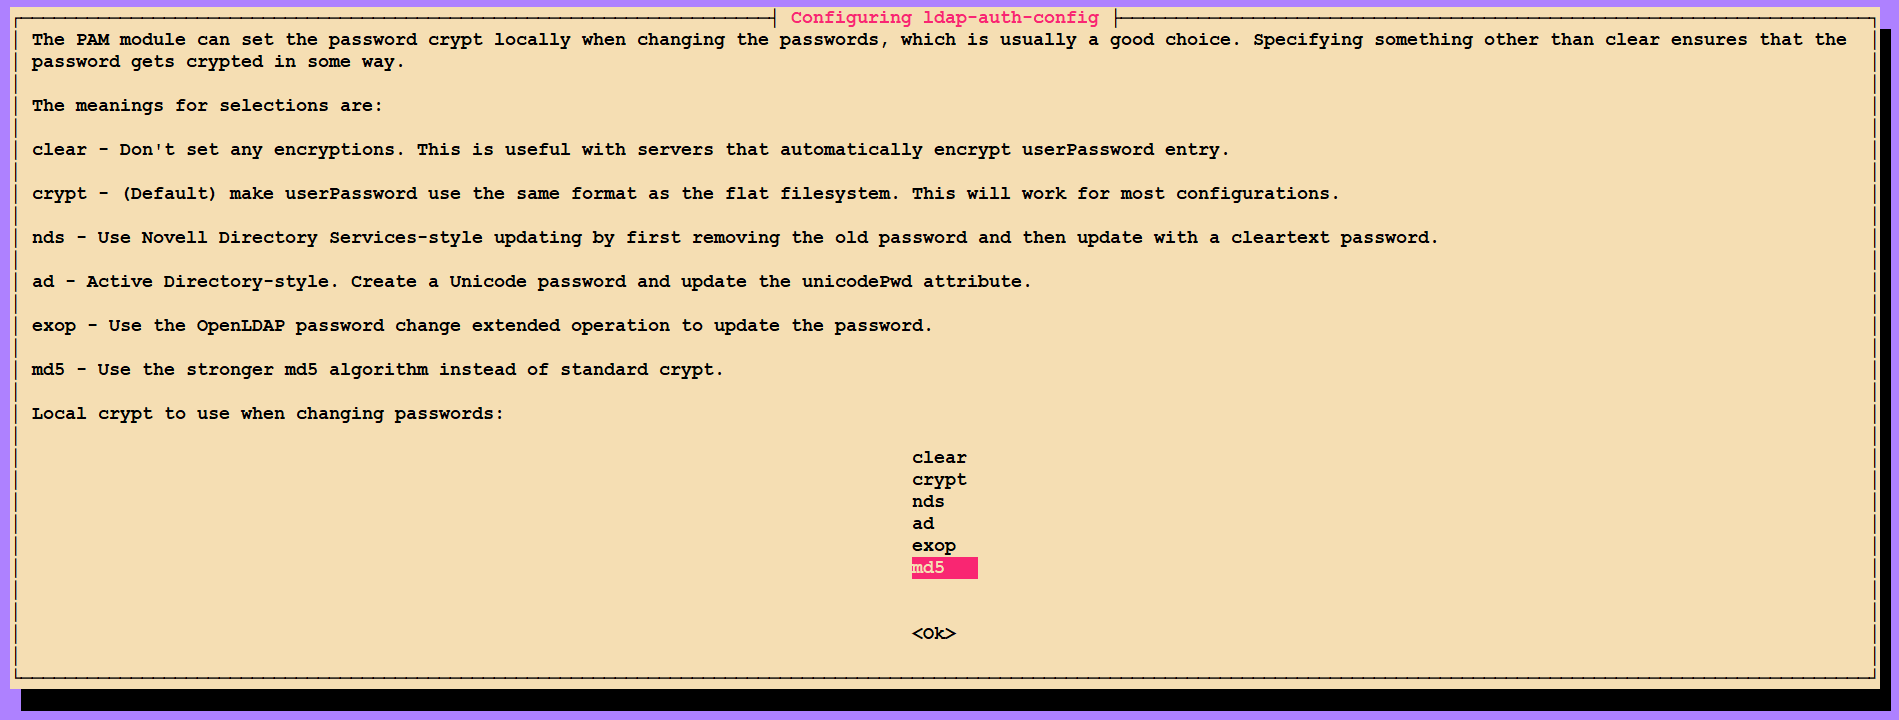 Configuring ldap-auth-config
The PAM module can set the password crypt locally when changing the passwords, which is usually a good choice. Specifying something other than clear ensures that the
password gets crypted in some way.
The meanings for selections are:
clear - Don't set any encryptions. This is useful with servers that automatically encrypt userPassword entry.
crypt - (Default) make userPassword use the same format as the flat filesystem. This will work for most configurations.
nds - Use Novell Directory Services-style updating by first removing the old password and then update with a cleartext password.
ad - Active Directory-style. Create a Unicode password and update the unicodePwd attribute.
exop - Use the OpenLDAP password change extended operation to update the password.
md5 - Use the stronger md5 algorithm instead of standard crypt.
Local crypt to use when changing passwords:
clear
crypt
nds
ad
exop
md5
<Ok>